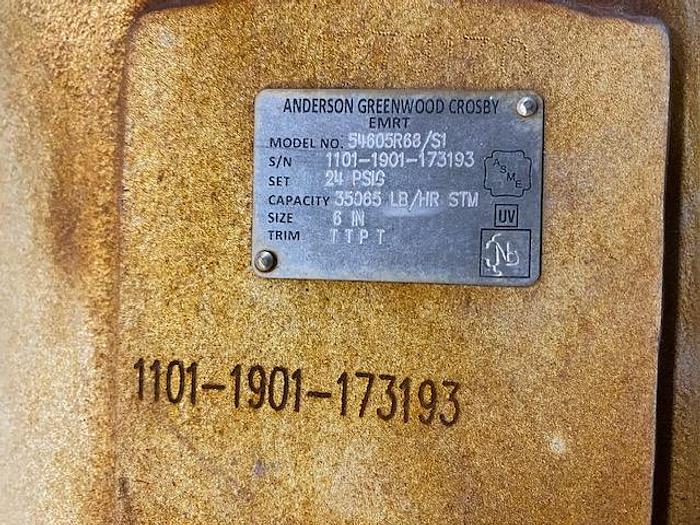 ANDERSON GREENWOOD CROSBY
EMRT
MODEL NO. 54605R68/S1
S/N 1101-1901-173193
SET 24 PSIG
CAPACITY 35065 LB/HR STM
SIZE 6 IN
TRIM T T P T
ASME
UV
NB
1101-1901-173193